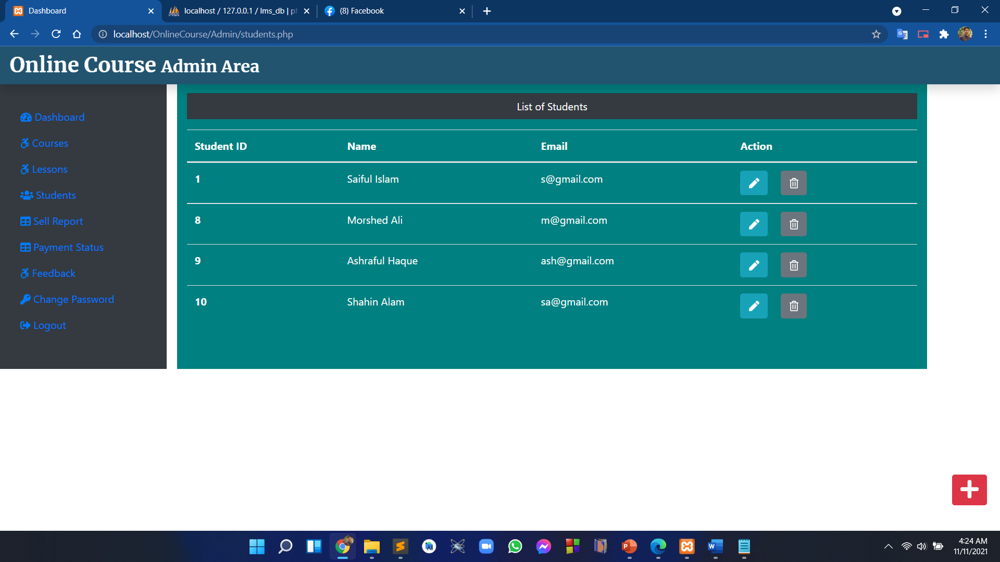 Dashboard
localhost / 127.0.0.1 / lms_db | ph
(8) Facebook
localhost/OnlineCourse/Admin/students.php
Online Course Admin Area
Dashboard
Courses
Lessons
Students
Sell Report
Payment Status
Feedback
Change Password
Logout
List of Students
Student ID Name Email Action
1 Saiful Islam s@gmail.com
8 Morshed Ali m@gmail.com
9 Ashraful Haque ash@gmail.com
10 Shahin Alam sa@gmail.com
4:24 AM
11/11/2021